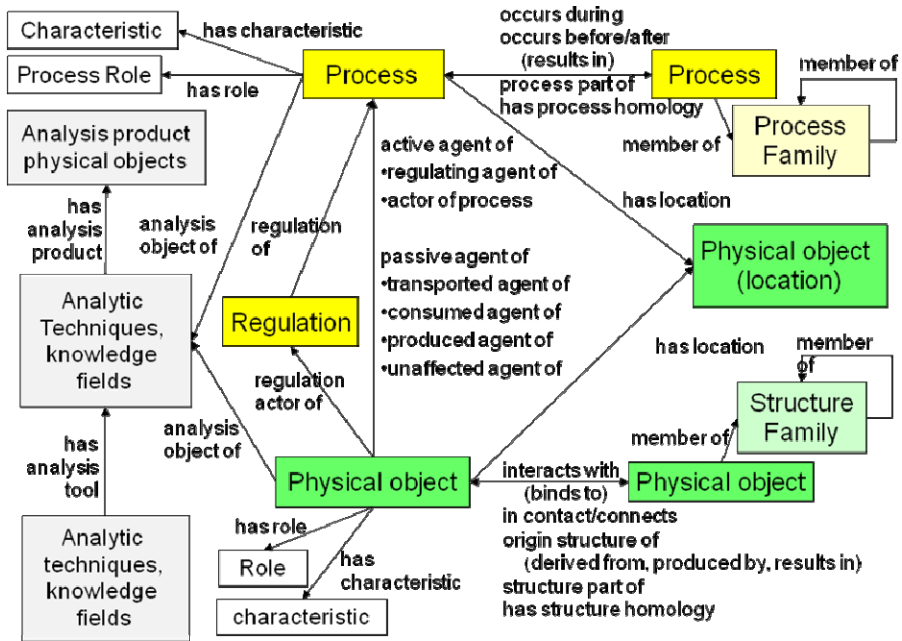 Characteristic
has characteristic
Process Role
has role
Process
occurs during
occurs before/after
(results in)
process part of
has process homology
Process
member of
member of
Process
Family
Analysis product
physical objects
has
analysis
product
analysis
object of
regulation
of
active agent of
•regulating agent of
•actor of process
has location
Physical object
(location)
passive agent of
•transported agent of
•consumed agent of
•produced agent of
•unaffected agent of
Analytic
Techniques,
knowledge
fields
Regulation
regulation
actor of
has location
member
of
Structure
Family
member of
has
analysis
tool
analysis
object of
Physical object
interacts with
(binds to)
in contact/connects
origin structure of
(derived from, produced by, results in)
structure part of
has structure homology
Physical object
Analytic
techniques,
knowledge
fields
has role
Role
has
characteristic
characteristic